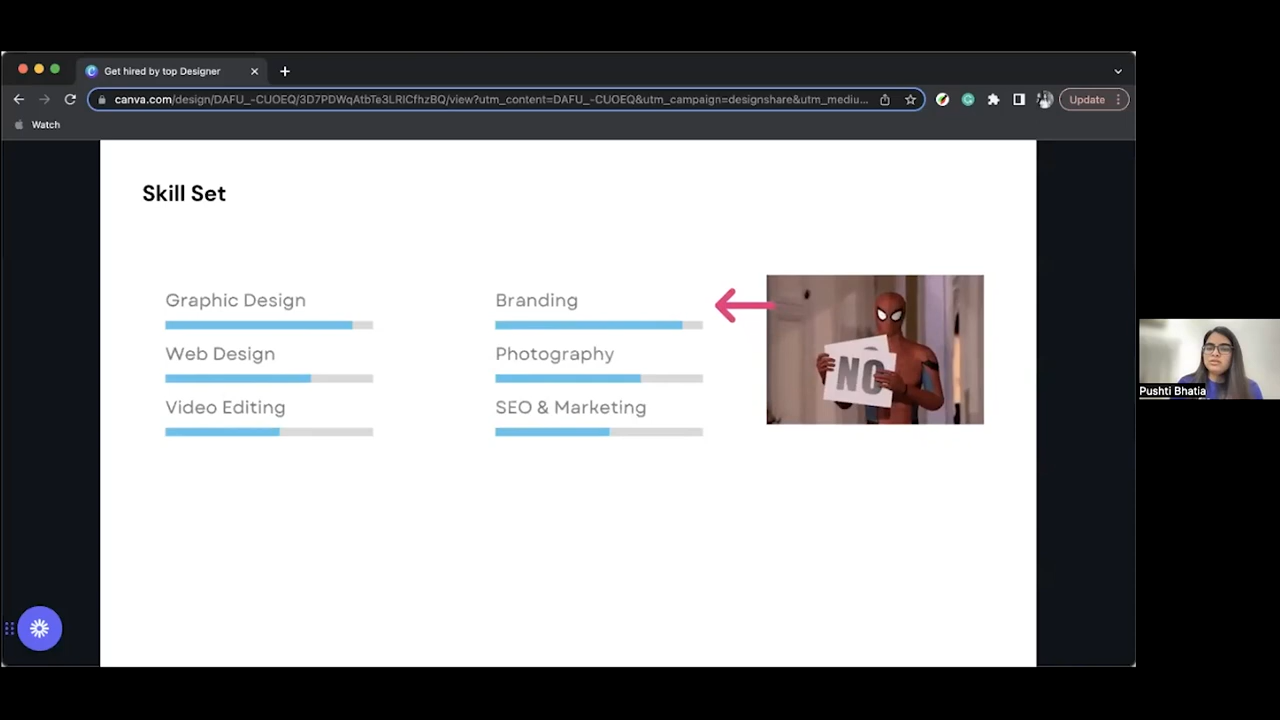 Get hired by top Designer
canva.com/design/DAFU_-CUOEQ/3D7PDWqAtbTe3LRlCfhzBQ/view?utm_content=DAFU_-CUOEQ&utm_campaign=designshare&utm_mediu...
Update
Watch
Skill Set
Graphic Design
Branding
Web Design
Photography
Video Editing
SEO & Marketing
NO
Pushti Bhatia